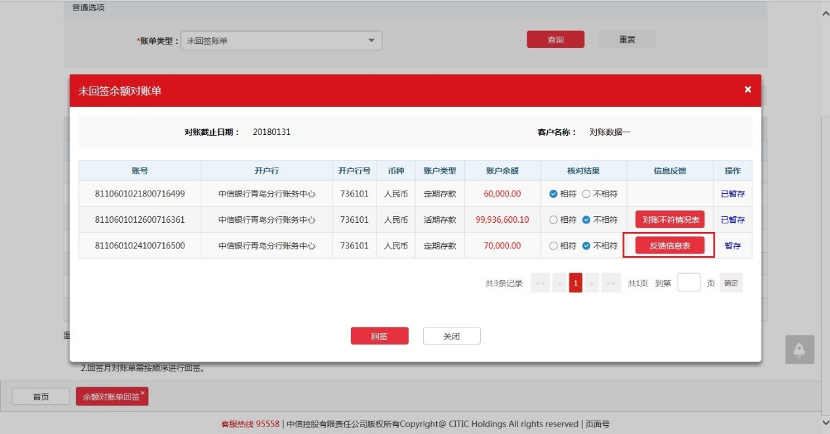 普通选项
*账单类型： 未回签账单 查询 重置
未回签余额对账单 ×
对账截止日期： 20180131 客户名称： 对账数据一
账号 开户行 开户行号 币种 账户类型 账户余额 核对结果 信息反馈 操作
8110601021800716499 中信银行青岛分行账务中心 736101 人民币 定期存款 60,000.00 相符 不相符 已暂存
8110601012600716361 中信银行青岛分行账务中心 736101 人民币 活期存款 99,936,600.10 相符 不相符 对账不符情况表 已暂存
8110601024100716500 中信银行青岛分行账务中心 736101 人民币 定期存款 70,000.00 相符 不相符 反馈信息表 暂存
共3条记录 << < 1 > >> 共1页 到第 页 确定
回签 关闭
2.回签月对账单需按顺序进行回签。
首页 余额对账单回签 ×
客服热线 95558 | 中信控股有限责任公司版权所有Copyright@ CITIC Holdings All rights reserved | 页面号